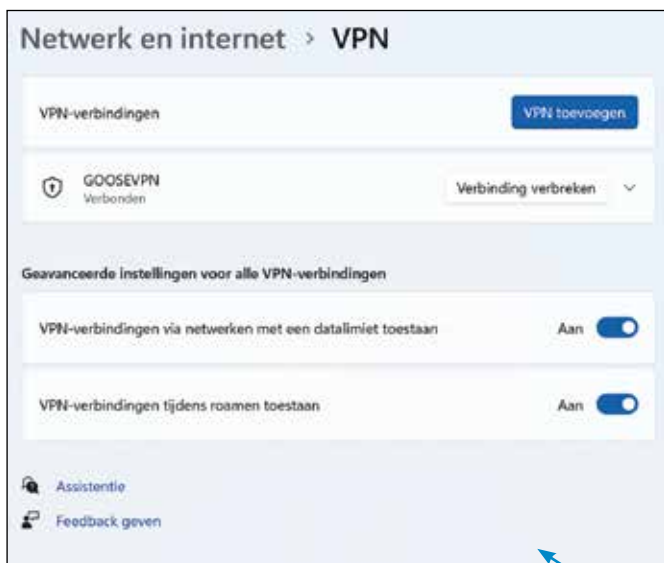 Netwerk en internet > VPN
VPN-verbindingen
VPN toevoegen
GOOSEVPN
Verbonden
Verbinding verbreken
Geavanceerde instellingen voor alle VPN-verbindingen
VPN-verbindingen via netwerken met een datalimiet toestaan Aan
VPN-verbindingen tijdens roamen toestaan Aan
Assistentie
Feedback geven